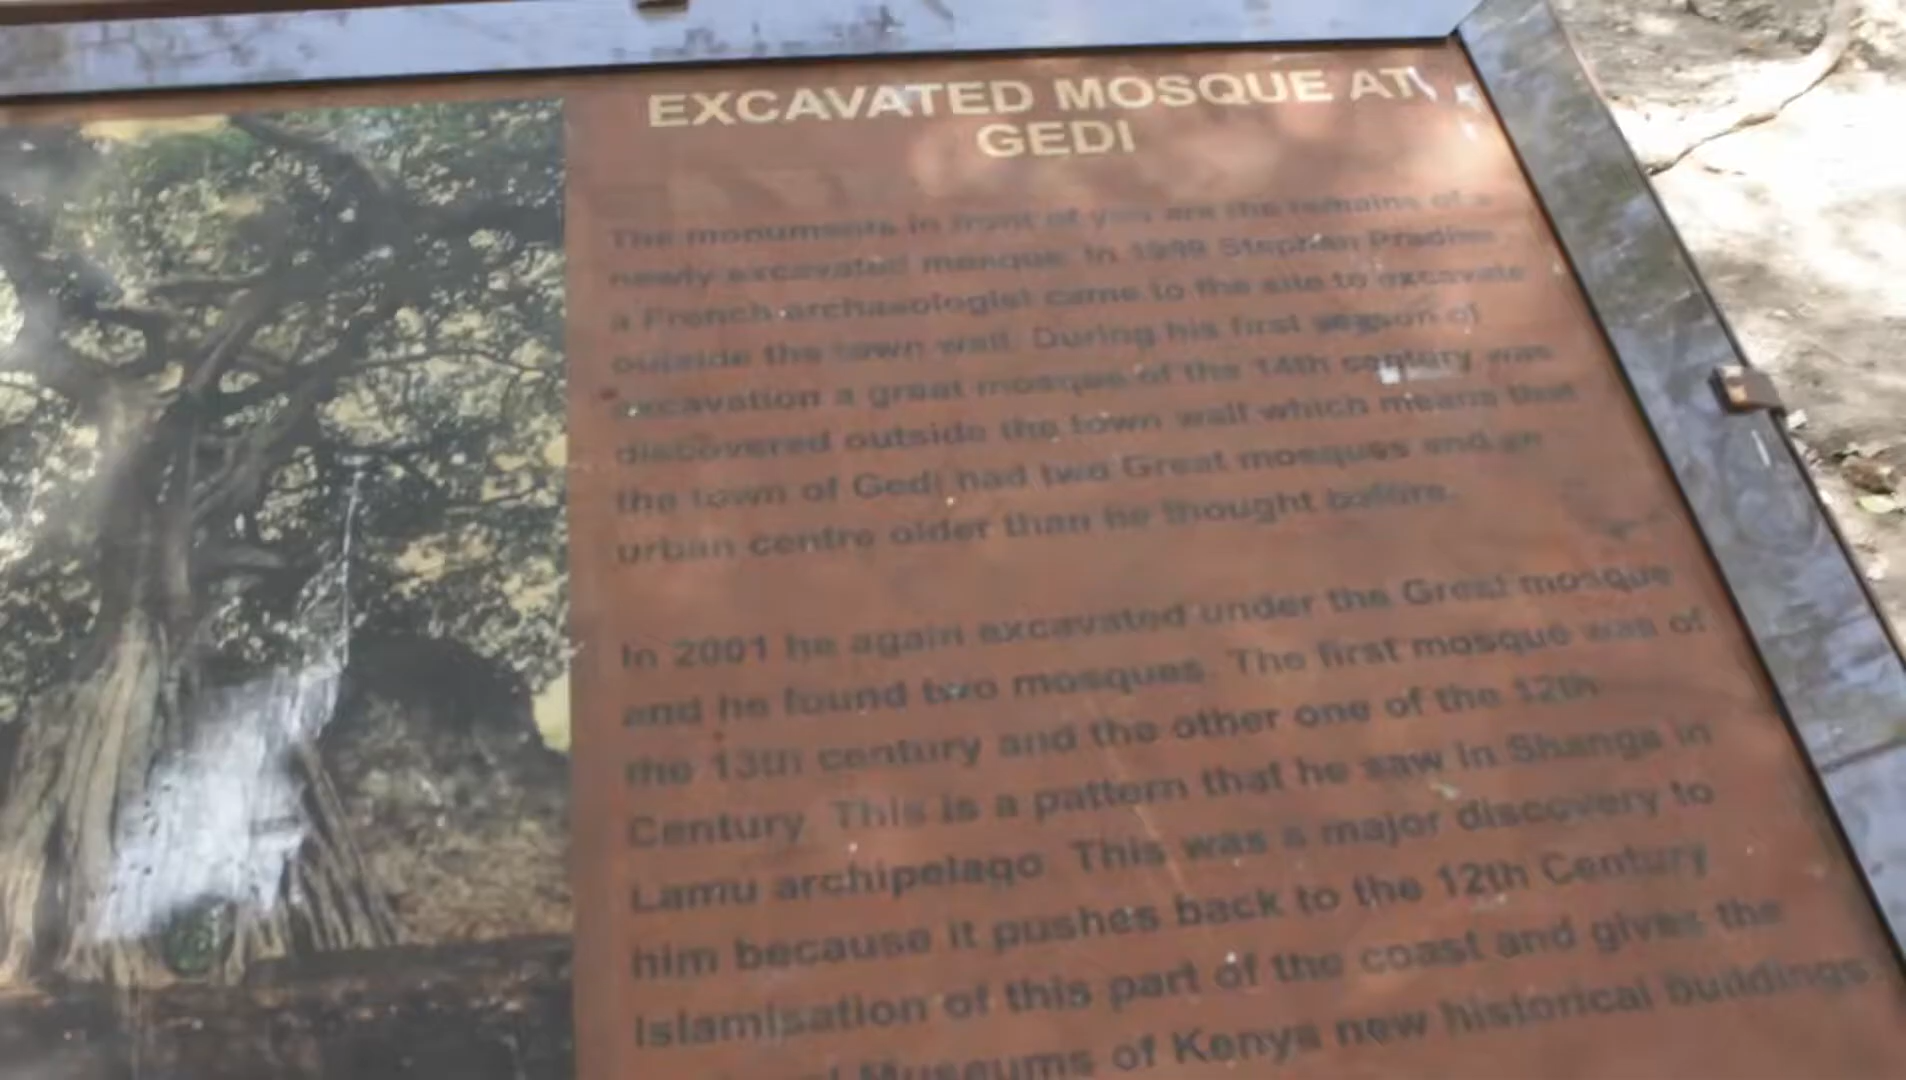 EXCAVATED MOSQUE AT
GEDI
The monuments in front of you are the remains of a
newly excavated mosque. In 1999 Stephen Pradine
a French archaeologist came to the site to excavate
outside the town wall. During his first season of
excavation a great mosque of the 14th century was
discovered outside the town wall which means that
the town of Gedi had two Great mosques and an
urban centre older than he thought before.
In 2001 he again excavated under the Great mosque
and he found two mosques. The first mosque was of
the 13th century and the other one of the 12th
Century. This is a pattern that he saw in Shanga in
Lamu archipelago. This was a major discovery to
him because it pushes back to the 12th Century
islamisation of this part of the coast and gives the
Museums of Kenya new historical buildings